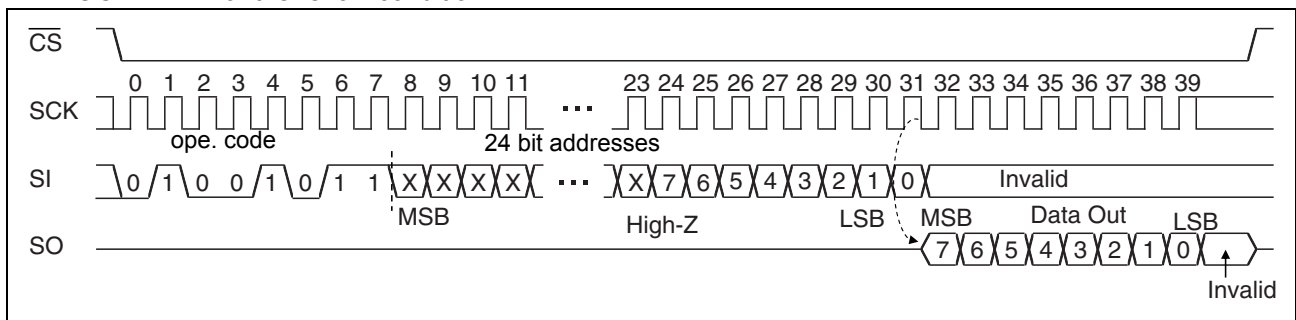 CS
0 1 2 3 4 5 6 7 8 9 10 11 23 24 25 26 27 28 29 30 31 32 33 34 35 36 37 38 39
SCK ...
ope. code 24 bit addresses
SI 0 1 0 0 1 0 1 1 X X X X ... X 7 6 5 4 3 2 1 0 Invalid
MSB High-Z LSB MSB Data Out LSB
SO 7 6 5 4 3 2 1 0
Invalid